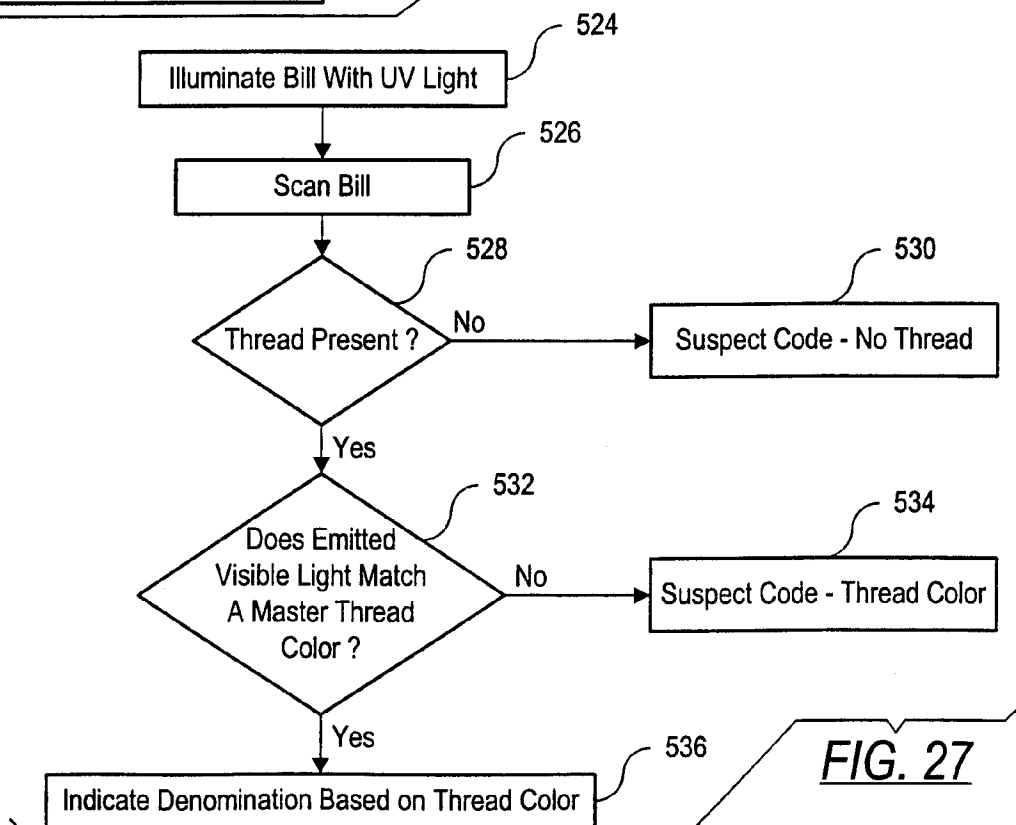 524
Illuminate Bill With UV Light
526
Scan Bill
528
Thread Present ?
No
530
Suspect Code - No Thread
Yes
532
Does Emitted
Visible Light Match
A Master Thread
Color ?
No
534
Suspect Code - Thread Color
Yes
536
Indicate Denomination Based on Thread Color
FIG. 27